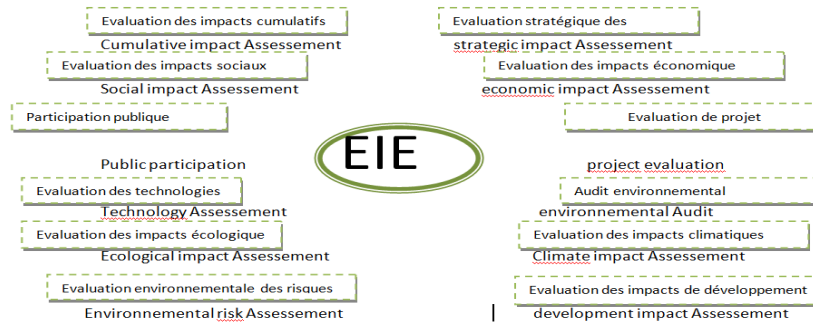 Evaluation des impacts cumulatifs
Cumulative impact Assessement
Evaluation des impacts sociaux
Social impact Assessement
Participation publique
Public participation
Evaluation des technologies
Technology Assessement
Evaluation des impacts écologique
Ecological impact Assessement
Evaluation environnementale des risques
Environnemental risk Assessement
EIE
Evaluation stratégique des
strategic impact Assessement
Evaluation des impacts économique
economic impact Assessement
Evaluation de projet
project evaluation
Audit environnemental
environnemental Audit
Evaluation des impacts climatiques
Climate impact Assessement
Evaluation des impacts de développement
development impact Assessement